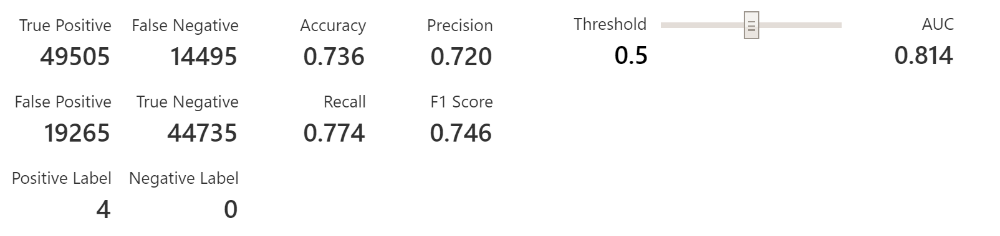 True Positive False Negative Accuracy Precision Threshold AUC
49505 14495 0.736 0.720 0.5 0.814
False Positive True Negative Recall F1 Score
19265 44735 0.774 0.746
Positive Label Negative Label
4 0